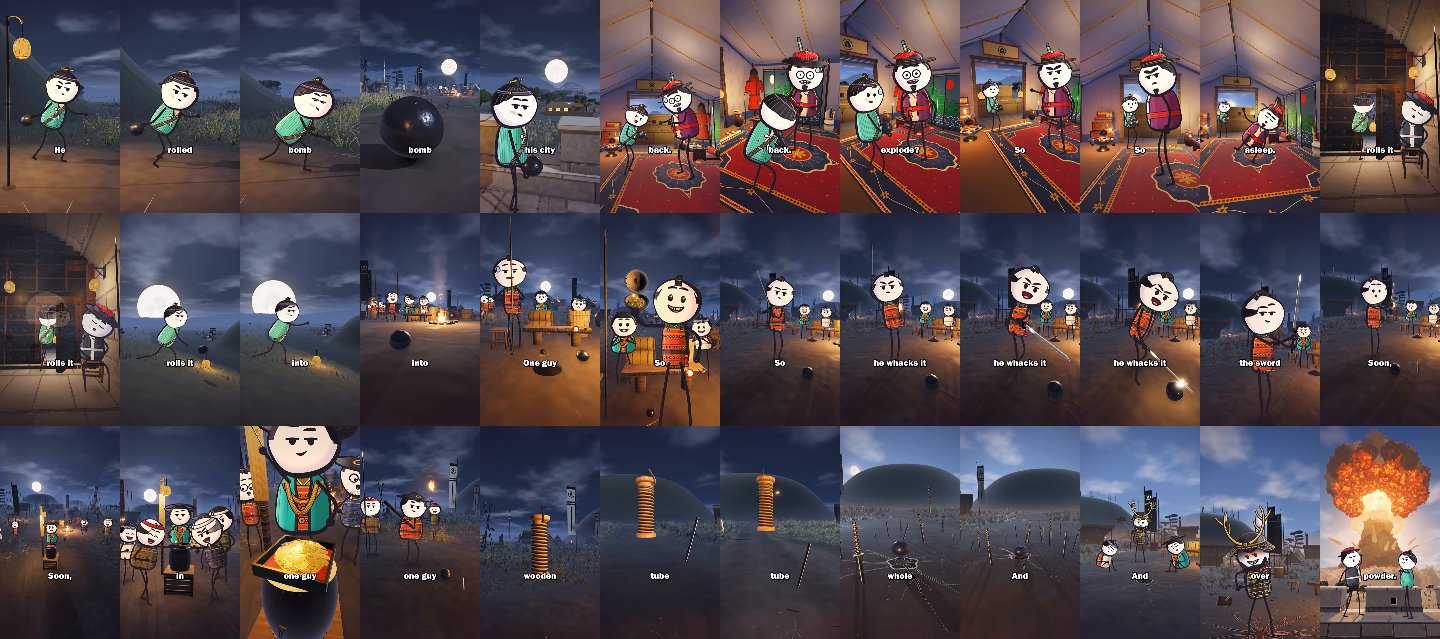 He
rolled
bomb
bomb
his city
back.
back.
explode?
So
So
asleep,
rolls it
rolls it
rolls it
into
into
One guy
So
So
he whacks it
he whacks it
he whacks it
the sword
Soon,
Soon,
in
one guy
one guy
wooden
tube
tube
whole
And
And
over
powder.